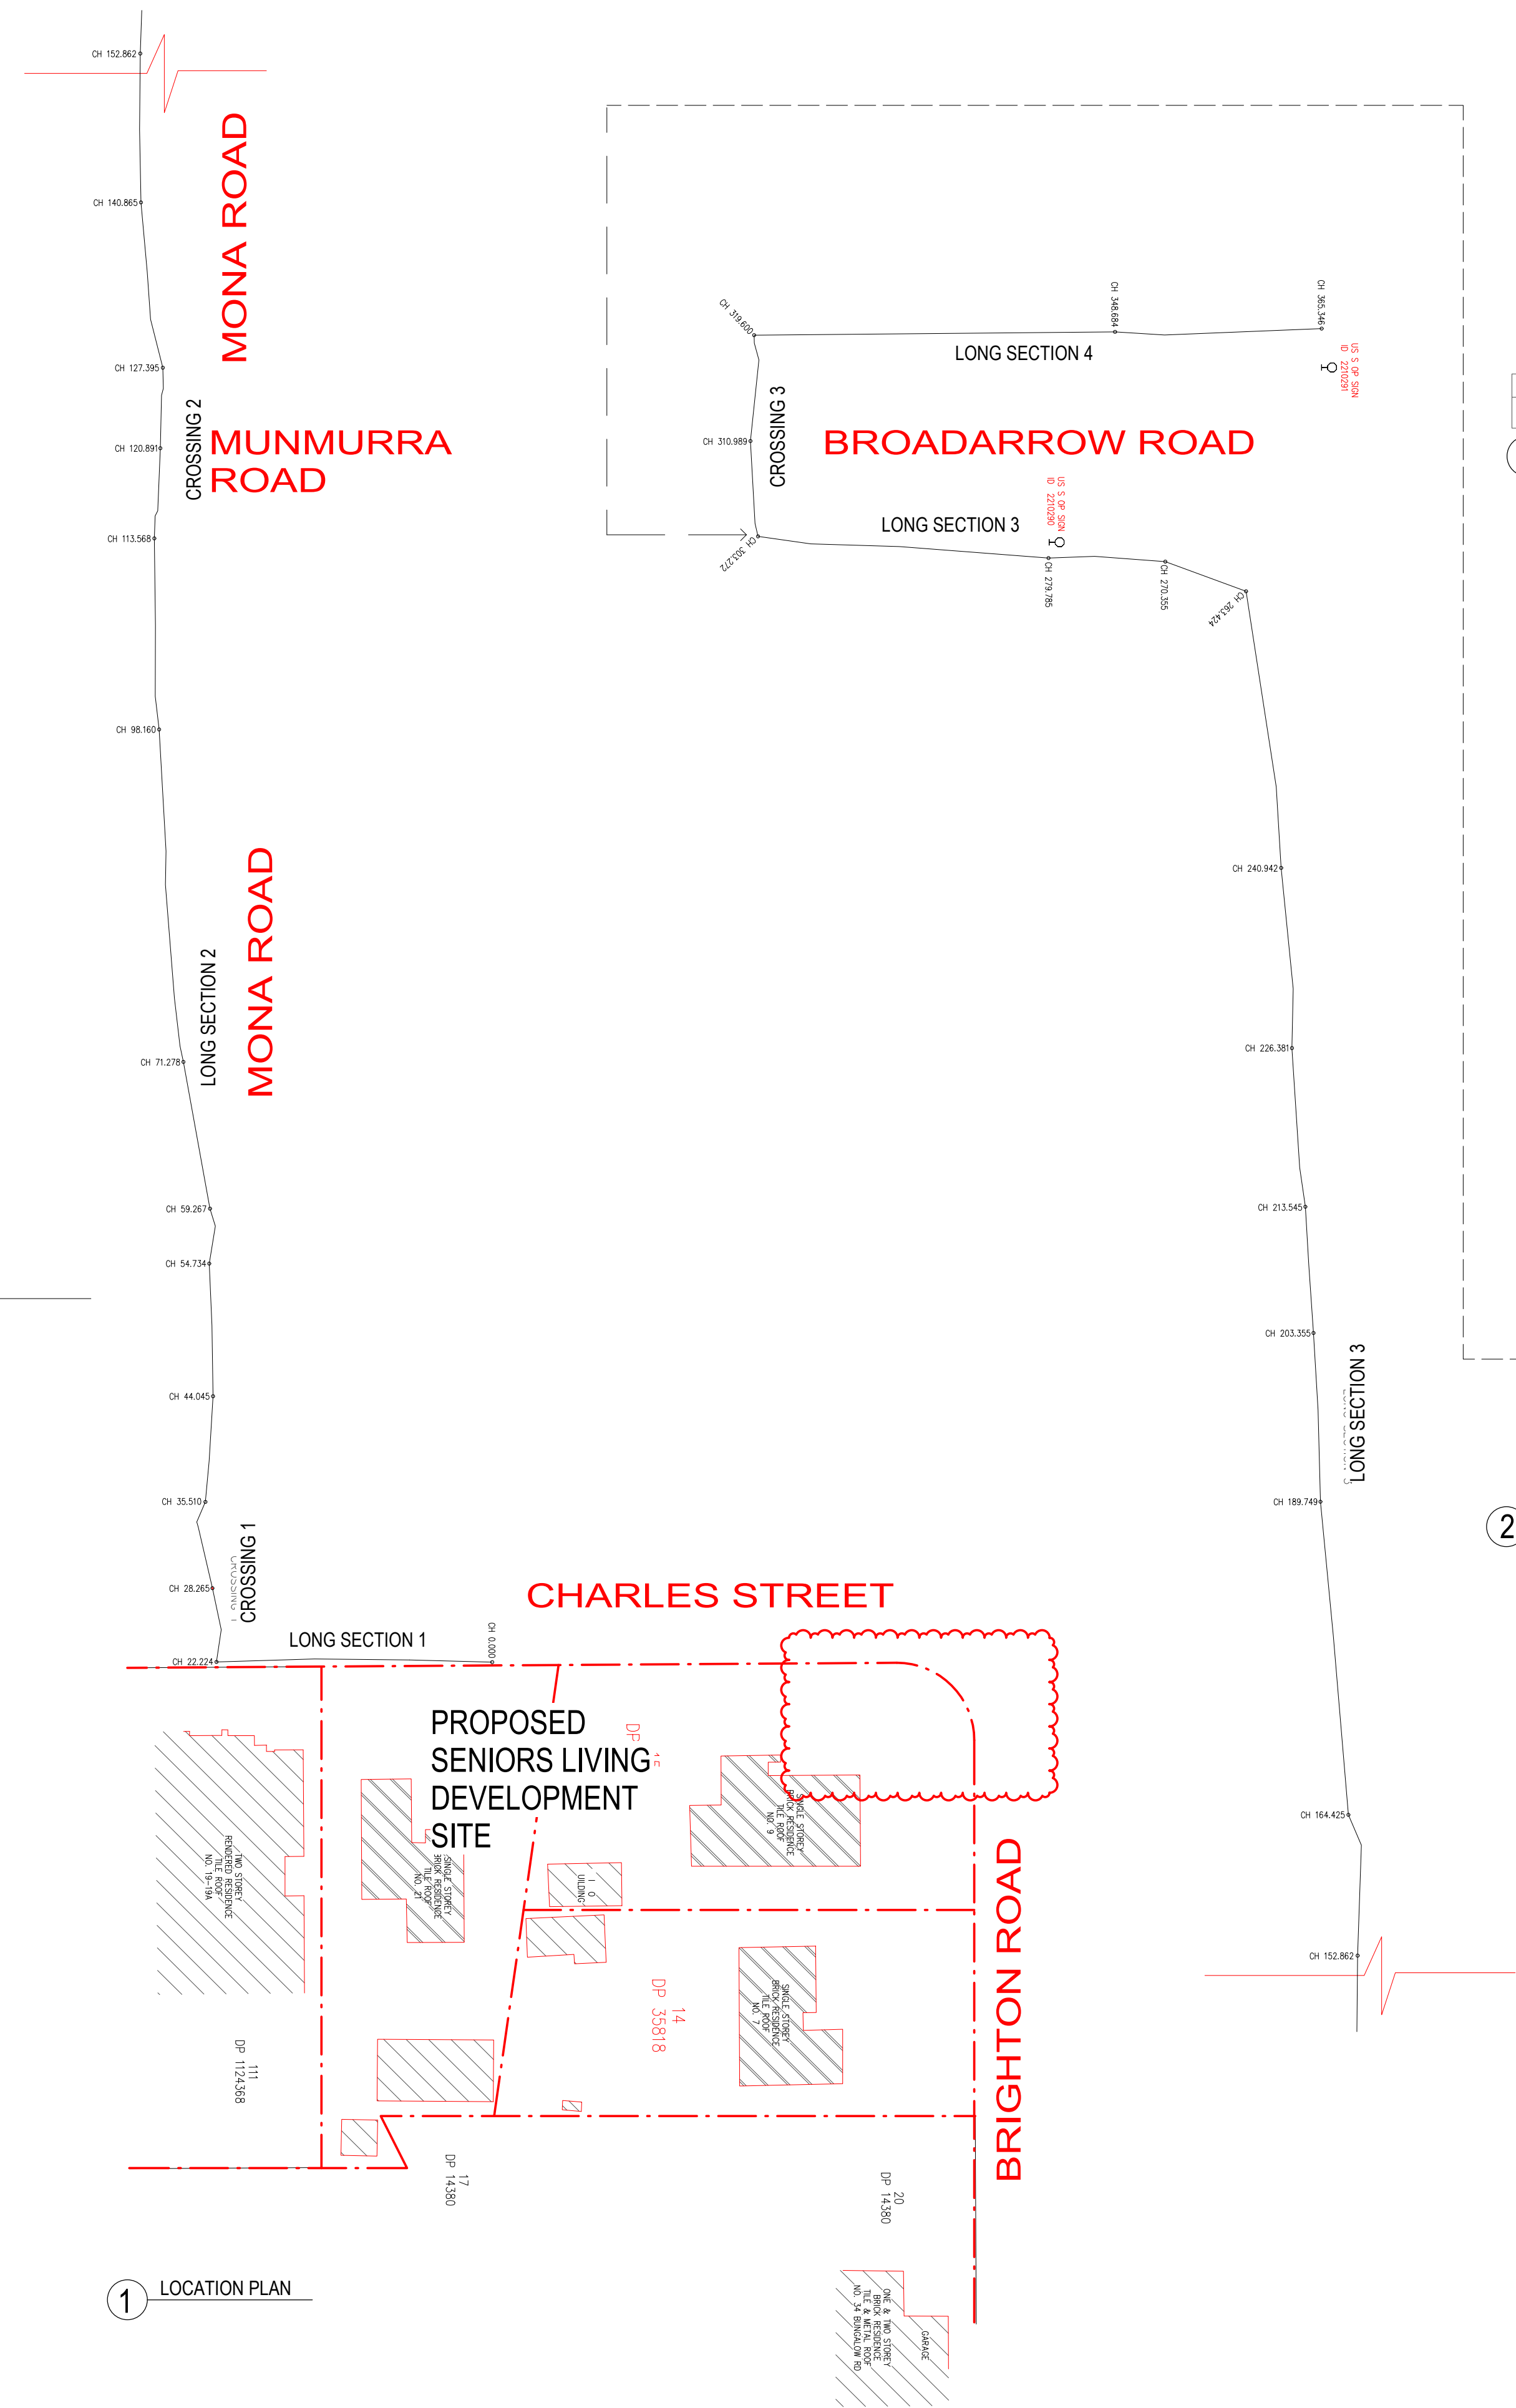 CH 152.862
MONA ROAD
CH 140.865
CH 127.395
CROSSING 2
CH 120.891
MUNMURRA
ROAD
CH 113.568
CH 98.160
MONA ROAD
LONG SECTION 2
CH 71.278
CH 59.267
CH 54.734
CH 44.045
CH 35.510
CROSSING 1
CH 28.265
CH 22.224
LONG SECTION 1
CH 0.000
CHARLES STREET
CH 319.600
CH 348.684
CH 365.346
LONG SECTION 4
SIGN
ID 2210291
CROSSING 3
CH 310.989
BROADARROW ROAD
SIGN
ID 2210290
LONG SECTION 3
CH 303.272
CH 279.785
CH 270.355
CH 263.424
CH 240.942
CH 226.381
CH 213.545
CH 203.355
LONG SECTION 3
CH 189.749
CH 164.425
CH 152.862
2
PROPOSED
SENIORS LIVING
DEVELOPMENT
SITE
DP
TWO STOREY
RENDERED RESIDENCE
TILE ROOF
NO. 19-19A
SINGLE STOREY
BRICK RESIDENCE
TILE ROOF
NO. 21
SINGLE STOREY
BRICK RESIDENCE
TILE ROOF
NO. 9
SINGLE STOREY
BRICK RESIDENCE
TILE ROOF
NO. 7
14
DP 35818
BRIGHTON ROAD
111
DP 1124368
17
DP 14380
20
DP 14380
ONE & TWO STOREY
BRICK RESIDENCE
TILE & METAL ROOF
NO. 34 BUNGALOW RD
GARAGE
1
LOCATION PLAN